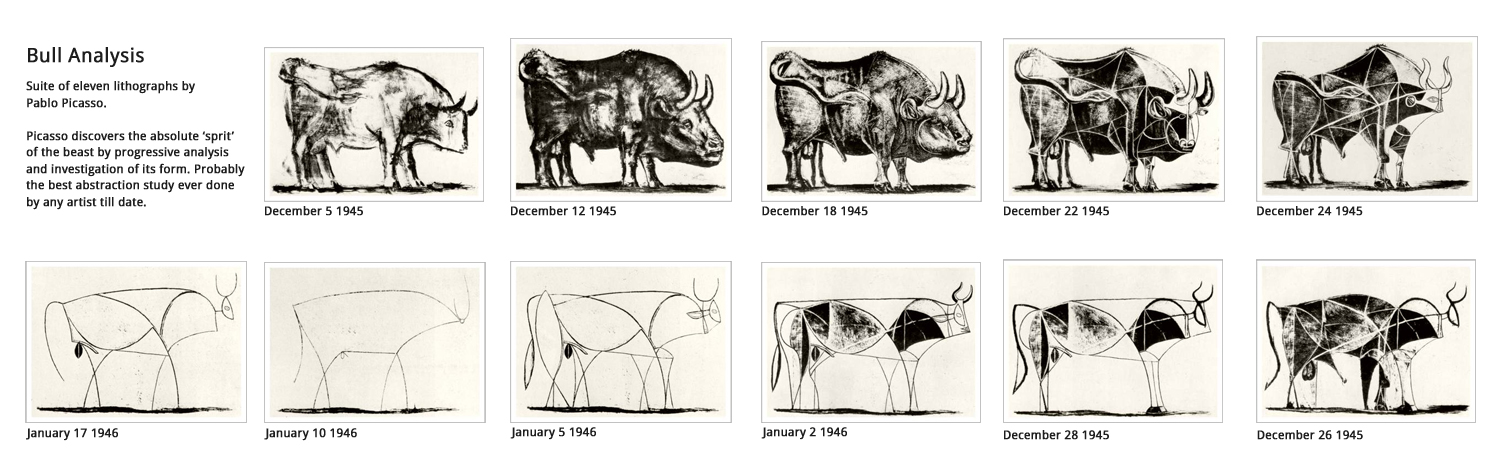 Bull Analysis
Suite of eleven lithographs by
Pablo Picasso.
Picasso discovers the absolute ‘sprit’
of the beast by progressive analysis
and investigation of its form. Probably
the best abstraction study ever done
by any artist till date.
December 5 1945
December 12 1945
December 18 1945
December 22 1945
December 24 1945
January 17 1946
January 10 1946
January 5 1946
January 2 1946
December 28 1945
December 26 1945